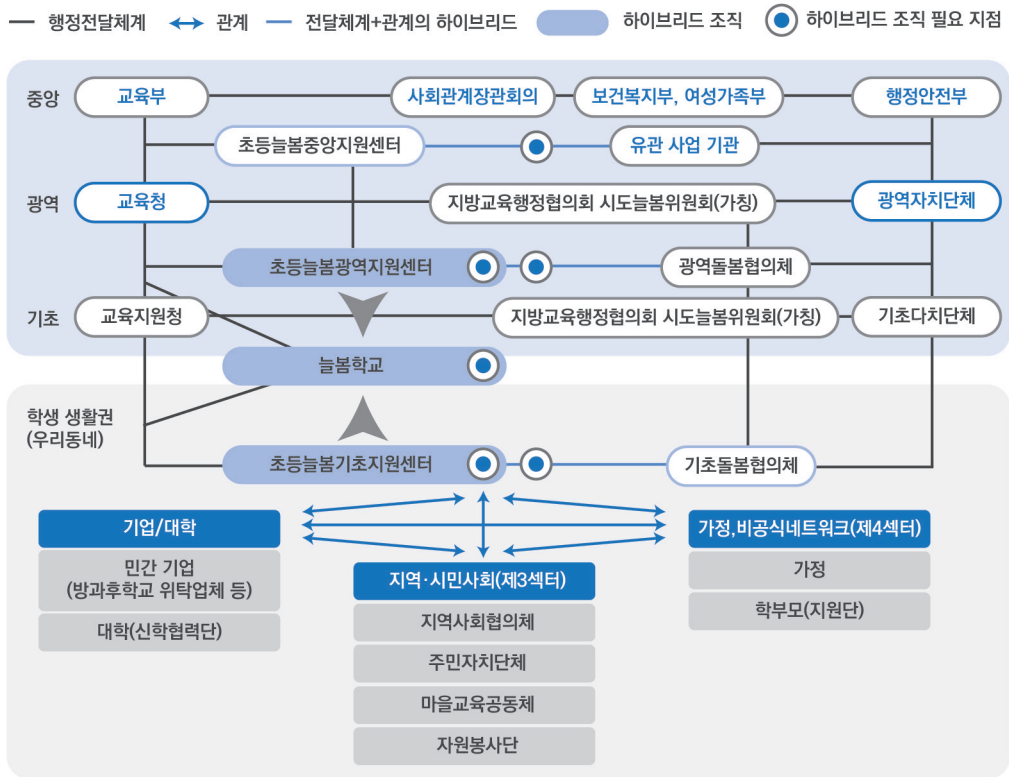 행정전달체계
관계
전달체계+관계의 하이브리드
하이브리드 조직
하이브리드 조직 필요 지점
중앙
교육부
사회관계장관회의
보건복지부, 여성가족부
행정안전부
초등늘봄중앙지원센터
유관 사업 기관
광역
교육청
지방교육행정협의회 시도늘봄위원회(가칭)
광역자치단체
초등늘봄광역지원센터
광역돌봄협의체
기초
교육지원청
지방교육행정협의회 시도늘봄위원회(가칭)
기초다치단체
늘봄학교
학생 생활권
(우리동네)
초등늘봄기초지원센터
기초돌봄협의체
기업/대학
민간 기업
(방과후학교 위탁업체 등)
대학(신학협력단)
지역·시민사회(제3섹터)
지역사회협의체
주민자치단체
마을교육공동체
자원봉사단
가정,비공식네트워크(제4섹터)
가정
학부모(지원단)